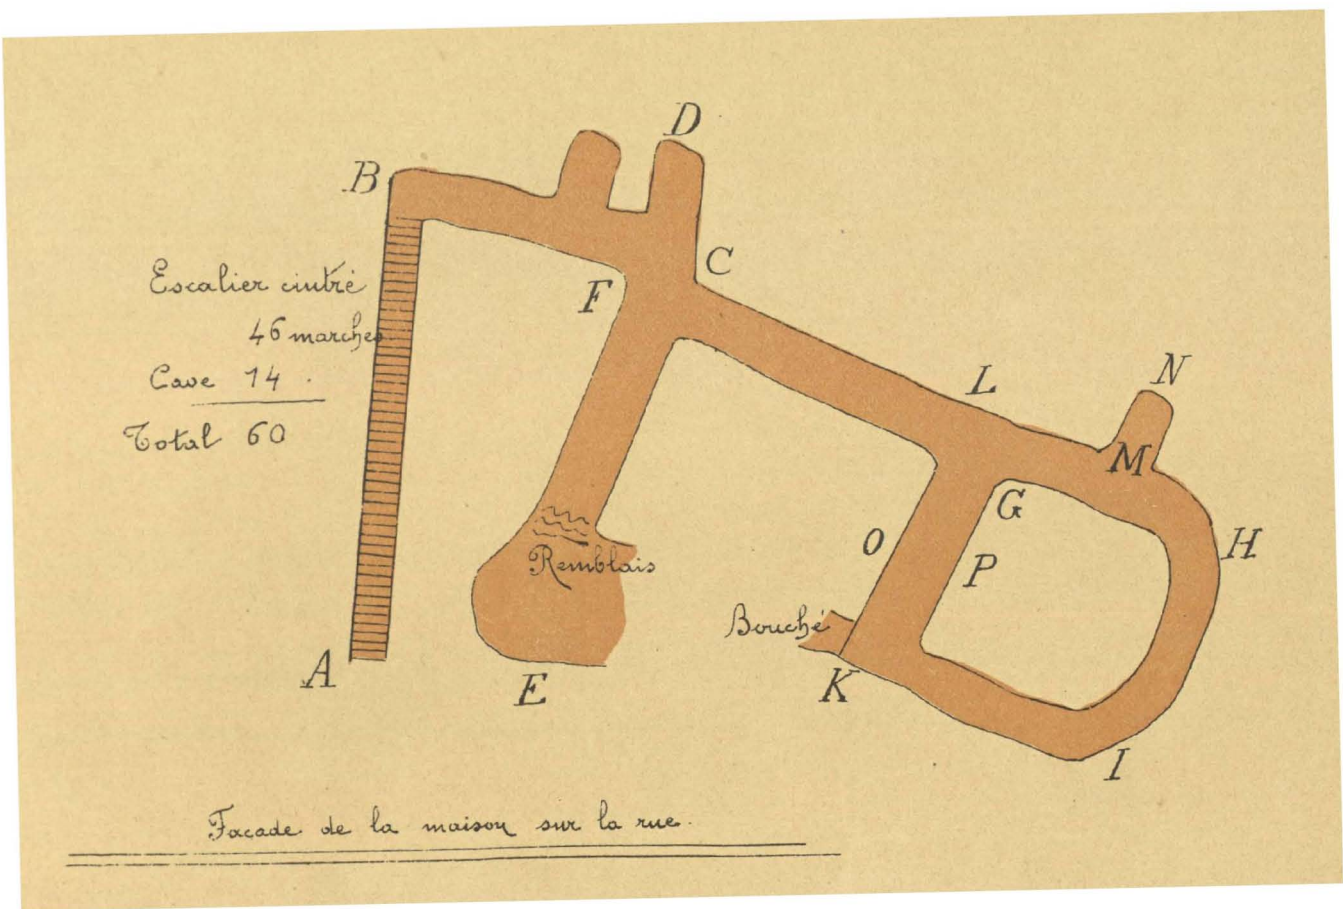 D
B
C
Escalier cintré
F
46 marches
Cave 14.
L
N
Total 60
M
G
O
H
P
Remblais
Bouché
A
E
K
I
Facade de la maison sur la rue.